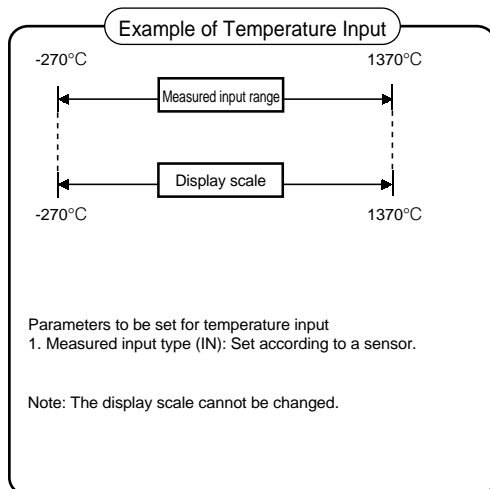 Example of Temperature Input
-270°C 1370°C
Measured input range
Display scale
-270°C 1370°C
Parameters to be set for temperature input
1. Measured input type (IN): Set according to a sensor.
Note: The display scale cannot be changed.